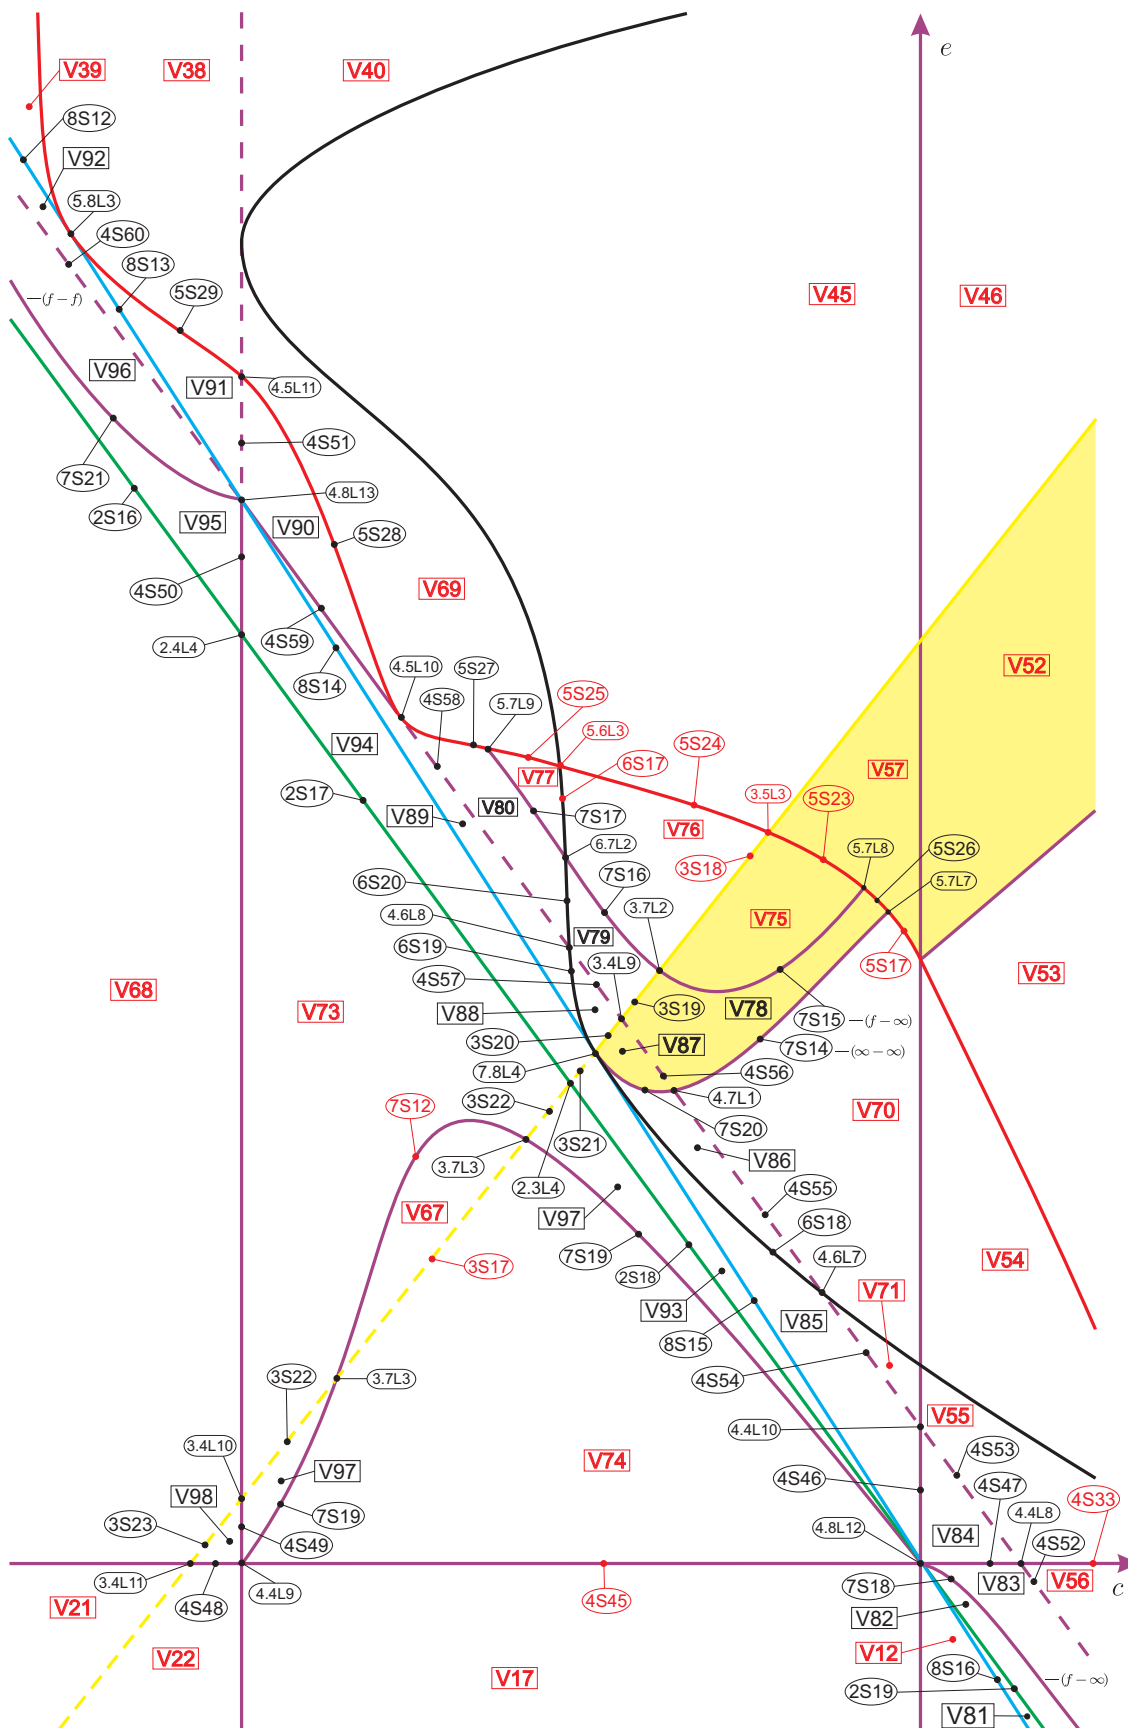 e
V39
V38
V40
8S12
V92
5.8L3
4S60
8S13
(f − f)
5S29
V45
V46
V96
V91
4.5L11
4S51
7S21
2S16
4.8L13
V95
V90
5S28
4S50
V69
2.4L4
4S59
8S14
4.5L10
5S27
4S58
5.7L9
5S25
5.6L3
V52
V94
V77
6S17
5S24
V57
2S17
V80
7S17
V76
3.5L3
5S23
V89
6.7L2
3S18
5.7L8
5S26
6S20
7S16
5.7L7
4.6L8
3.7L2
V75
6S19
V79
3.4L9
5S17
V53
4S57
V68
V73
V88
3S19
V78
7S15
(f − ∞)
3S20
V87
7S14
(∞ − ∞)
7.8L4
4S56
3S22
4.7L1
7S12
7S20
V70
3S21
3.7L3
V86
2.3L4
4S55
V67
V97
6S18
7S19
3S17
2S18
4.6L7
V54
V93
V71
V85
8S15
4S54
3S22
3.7L3
V55
4.4L10
3.4L10
V97
V74
4S53
4S46
4S47
4S33
V98
7S19
3S23
4S49
4.8L12
V84
4.4L8
4S52
3.4L11
4.4L9
7S18
V83
V56
c
4S48
4S45
V21
V82
V22
V12
V17
8S16
(f − ∞)
2S19
V81